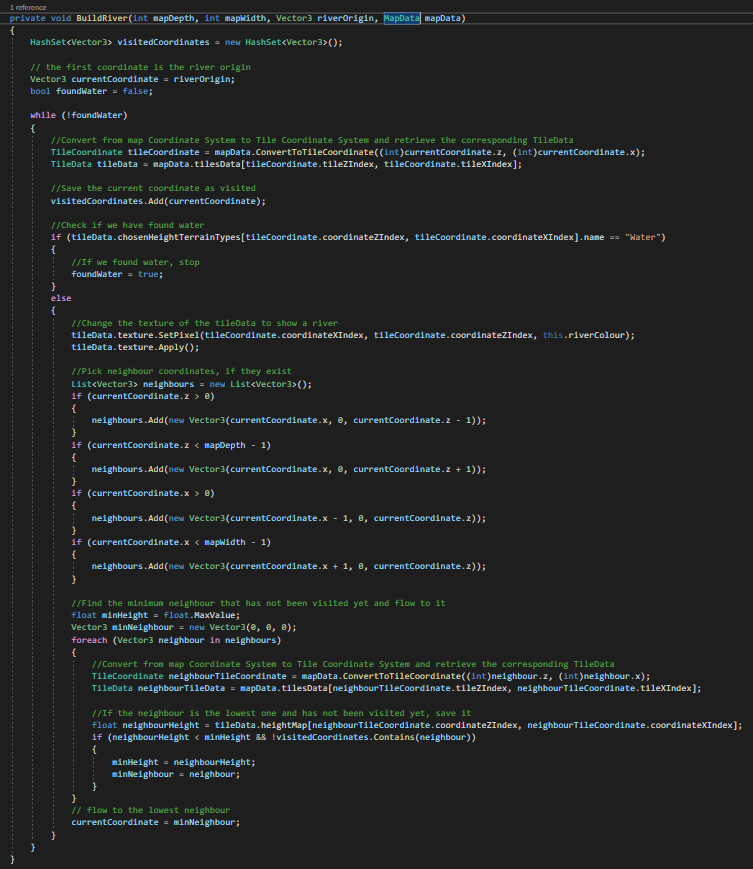 1 reference
private void BuildRiver(int mapDepth, int mapWidth, Vector3 riverOrigin, MapData mapData)
{
HashSet<Vector3> visitedCoordinates = new HashSet<Vector3>();
// the first coordinate is the river origin
Vector3 currentCoordinate = riverOrigin;
bool foundWater = false;
while (!foundWater)
{
//Convert from map Coordinate System to Tile Coordinate System and retrieve the corresponding TileData
TileCoordinate tileCoordinate = mapData.ConvertToTileCoordinate((int)currentCoordinate.z, (int)currentCoordinate.x);
TileData tileData = mapData.tilesData[tileCoordinate.tileZIndex, tileCoordinate.tileXIndex];
//Save the current coordinate as visited
visitedCoordinates.Add(currentCoordinate);
//Check if we have found water
if (tileData.chosenHeightTerrainTypes[tileCoordinate.coordinateZIndex, tileCoordinate.coordinateXIndex].name == "Water")
{
//If we found water, stop
foundWater = true;
}
else
{
//Change the texture of the tileData to show a river
tileData.texture.SetPixel(tileCoordinate.coordinateXIndex, tileCoordinate.coordinateZIndex, this.riverColour);
tileData.texture.Apply();
//Pick neighbour coordinates, if they exist
List<Vector3> neighbours = new List<Vector3>();
if (currentCoordinate.z > 0)
{
neighbours.Add(new Vector3(currentCoordinate.x, 0, currentCoordinate.z - 1));
}
if (currentCoordinate.z < mapDepth - 1)
{
neighbours.Add(new Vector3(currentCoordinate.x, 0, currentCoordinate.z + 1));
}
if (currentCoordinate.x > 0)
{
neighbours.Add(new Vector3(currentCoordinate.x - 1, 0, currentCoordinate.z));
}
if (currentCoordinate.x < mapWidth - 1)
{
neighbours.Add(new Vector3(currentCoordinate.x + 1, 0, currentCoordinate.z));
}
//Find the minimum neighbour that has not been visited yet and flow to it
float minHeight = float.MaxValue;
Vector3 minNeighbour = new Vector3(0, 0, 0);
foreach (Vector3 neighbour in neighbours)
{
//Convert from map Coordinate System to Tile Coordinate System and retrieve the corresponding TileData
TileCoordinate neighbourTileCoordinate = mapData.ConvertToTileCoordinate((int)neighbour.z, (int)neighbour.x);
TileData neighbourTileData = mapData.tilesData[neighbourTileCoordinate.tileZIndex, neighbourTileCoordinate.tileXIndex];
//If the neighbour is the lowest one and has not been visited yet, save it
float neighbourHeight = tileData.heightMap[neighbourTileCoordinate.coordinateZIndex, neighbourTileCoordinate.coordinateXIndex];
if (neighbourHeight < minHeight && !visitedCoordinates.Contains(neighbour))
{
minHeight = neighbourHeight;
minNeighbour = neighbour;
}
}
// flow to the lowest neighbour
currentCoordinate = minNeighbour;
}
}
}